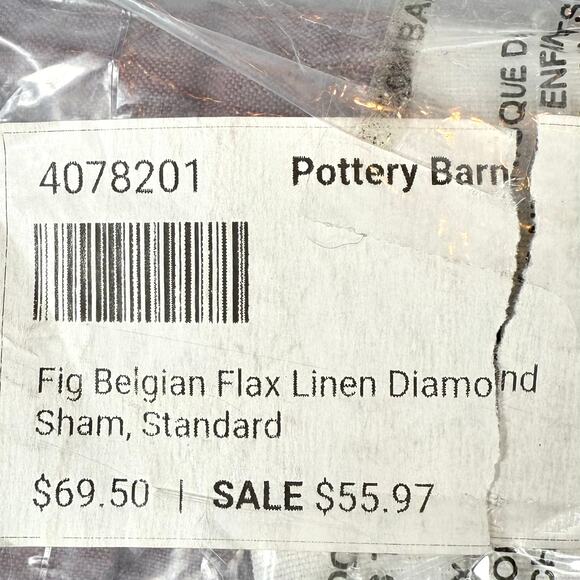 4078201
Pottery Barn
Fig Belgian Flax Linen Diamond
Sham, Standard
$69.50 | SALE $55.97